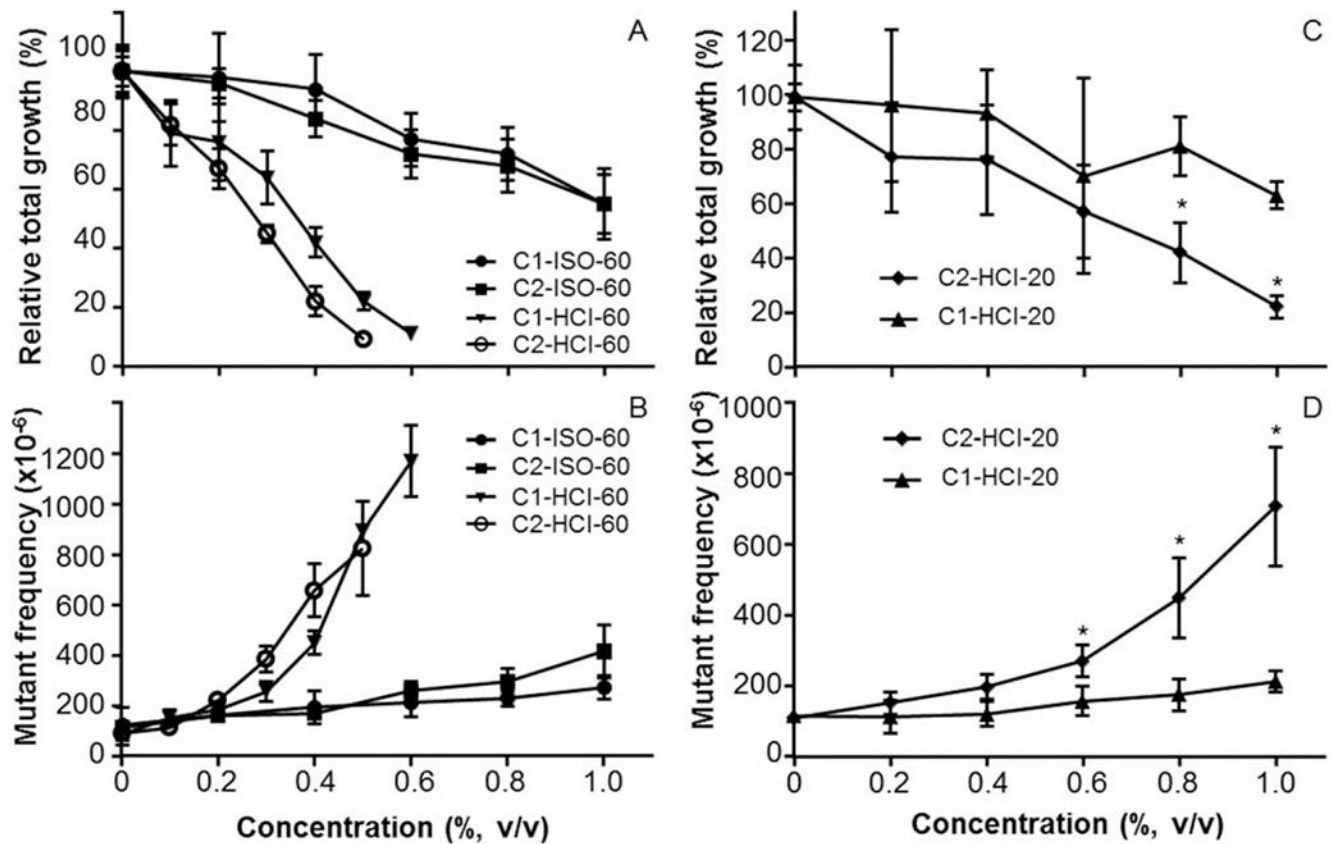 A
Relative total growth (%)
100
80
60
40
20
0
C1-ISO-60
C2-ISO-60
C1-HCl-60
C2-HCl-60
C
Relative total growth (%)
120
100
80
60
40
20
0
*
*
C2-HCl-20
C1-HCl-20
B
Mutant frequency (x10⁻⁶)
1200
1000
800
600
400
200
0
C1-ISO-60
C2-ISO-60
C1-HCl-60
C2-HCl-60
0 0.2 0.4 0.6 0.8 1.0
Concentration (%, v/v)
D
Mutant frequency (x10⁻⁶)
1000
800
600
400
200
0
C2-HCl-20
C1-HCl-20
*
*
*
0 0.2 0.4 0.6 0.8 1.0
Concentration (%, v/v)